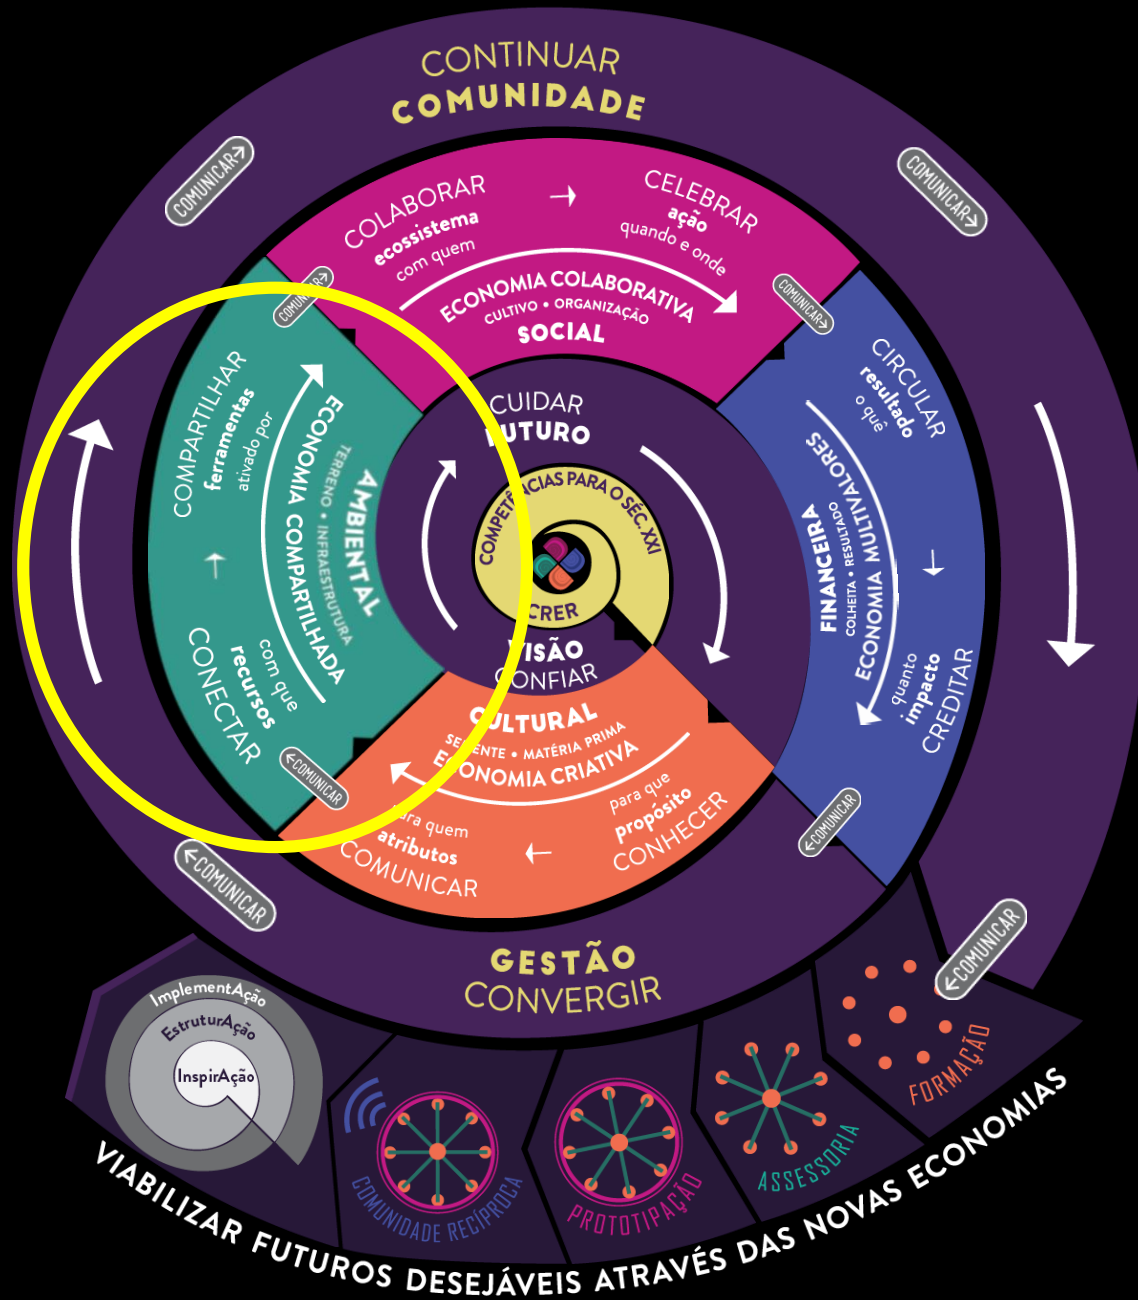 CONTINUAR
COMUNIDADE
COMUNICAR→
COMUNICAR→
COLABORAR
ecossistema
com quem
→
CELEBRAR
ação
quando e onde
ECONOMIA COLABORATIVA
CULTIVO • ORGANIZAÇÃO
SOCIAL
COMUNICAR→
COMUNICAR→
COMPARTILHAR
ferramentas
ativado por
CONECTAR
recursos
com que
ECONOMIA COMPARTILHADA
TERRENO • INFRAESTRUTURA
AMBIENTAL
←COMUNICAR
CIRCULAR
resultado
o quê
CREDITAR
impacto
quanto
ECONOMIA MULTIVALORES
COLHEITA • RESULTADO
FINANCEIRA
←COMUNICAR
CUIDAR
FUTURO
COMPETÊNCIAS PARA O SÉC. XXI
CRER
VISÃO
CONFIAR
CULTURAL
SEMENTE • MATÉRIA PRIMA
ECONOMIA CRIATIVA
para quem
atributos
COMUNICAR
para que
propósito
CONHECER
←COMUNICAR
←COMUNICAR
GESTÃO
CONVERGIR
ImplementAção
EstruturAção
InspirAção
COMUNIDADE RECÍPROCA
PROTOTIPAÇÃO
ASSESSORIA
FORMAÇÃO
VIABILIZAR FUTUROS DESEJÁVEIS ATRAVÉS DAS NOVAS ECONOMIAS